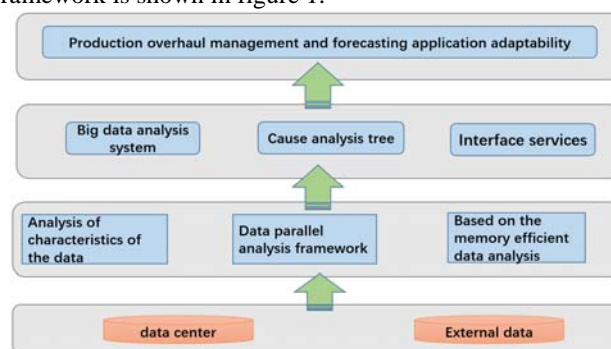 framework is shown in figure 1.
Production overhaul management and forecasting application adaptability
Big data analysis
system
Cause analysis tree
Interface services
Analysis of
characteristics of
the data
Data parallel
analysis framework
Based on the
memory efficient
data analysis
data center
External data